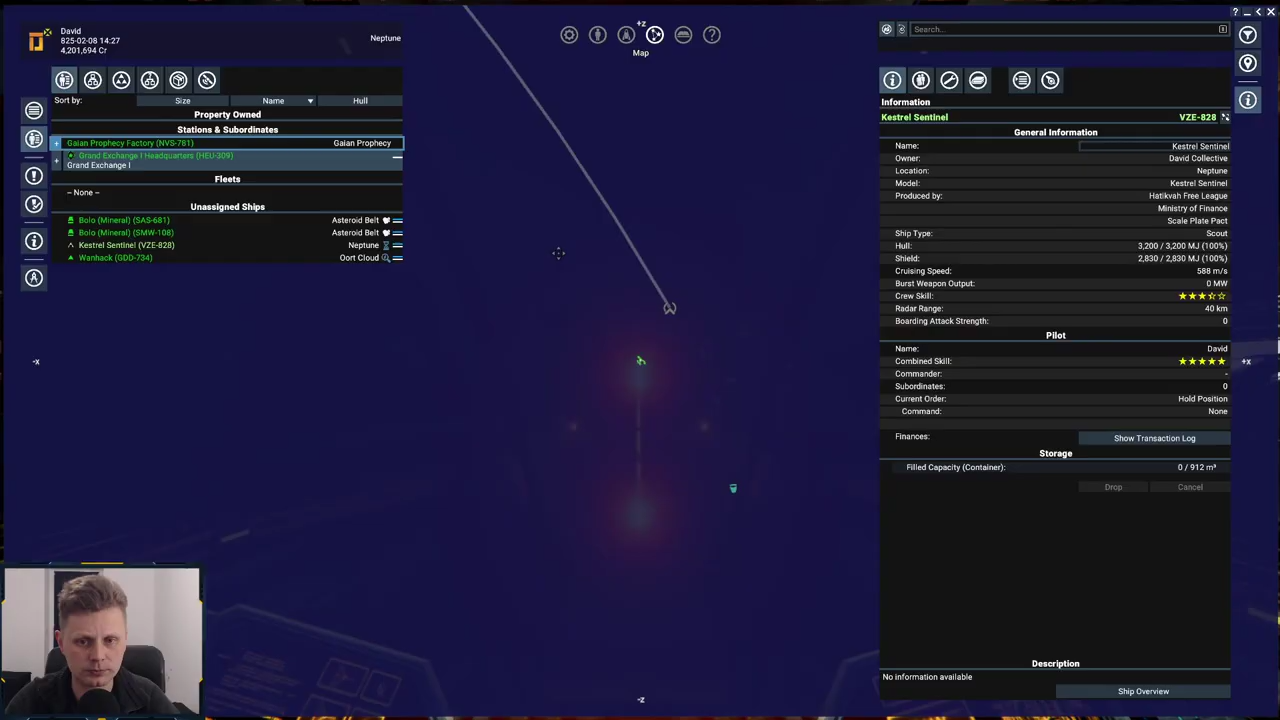 David
825-02-08 14:27
4,201,694 Cr
Neptune
+z
Map
Search...
Sort by:
Size
Name
Hull
Property Owned
Stations & Subordinates
Gaian Prophecy Factory (NVS-781) Gaian Prophecy
Grand Exchange I Headquarters (HEU-309)
Grand Exchange I
Fleets
-- None --
Unassigned Ships
Bolo (Mineral) (SAS-681) Asteroid Belt
Bolo (Mineral) (SMW-108) Asteroid Belt
Kestrel Sentinel (VZE-828) Neptune
Wanhack (GDD-734) Oort Cloud
-x
+x
-z
Information
Kestrel Sentinel VZE-828
General Information
Name: Kestrel Sentinel
Owner: David Collective
Location: Neptune
Model: Kestrel Sentinel
Produced by: Hatikvah Free League
Ministry of Finance
Scale Plate Pact
Ship Type: Scout
Hull: 3,200 / 3,200 MJ (100%)
Shield: 2,830 / 2,830 MJ (100%)
Cruising Speed: 588 m/s
Burst Weapon Output: 0 MW
Crew Skill: ★★★☆☆
Radar Range: 40 km
Boarding Attack Strength: 0
Pilot
Name: David
Combined Skill: ★★★★★
Commander: -
Subordinates: 0
Current Order: Hold Position
Command: None
Finances: Show Transaction Log
Storage
Filled Capacity (Container): 0 / 912 m³
Drop Cancel
Description
No information available
Ship Overview